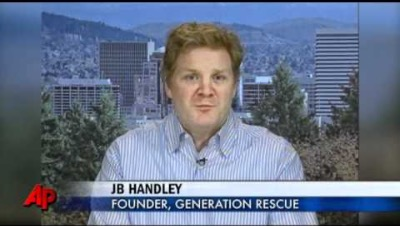 JB HANDLEY
AP
FOUNDER, GENERATION RESCUE